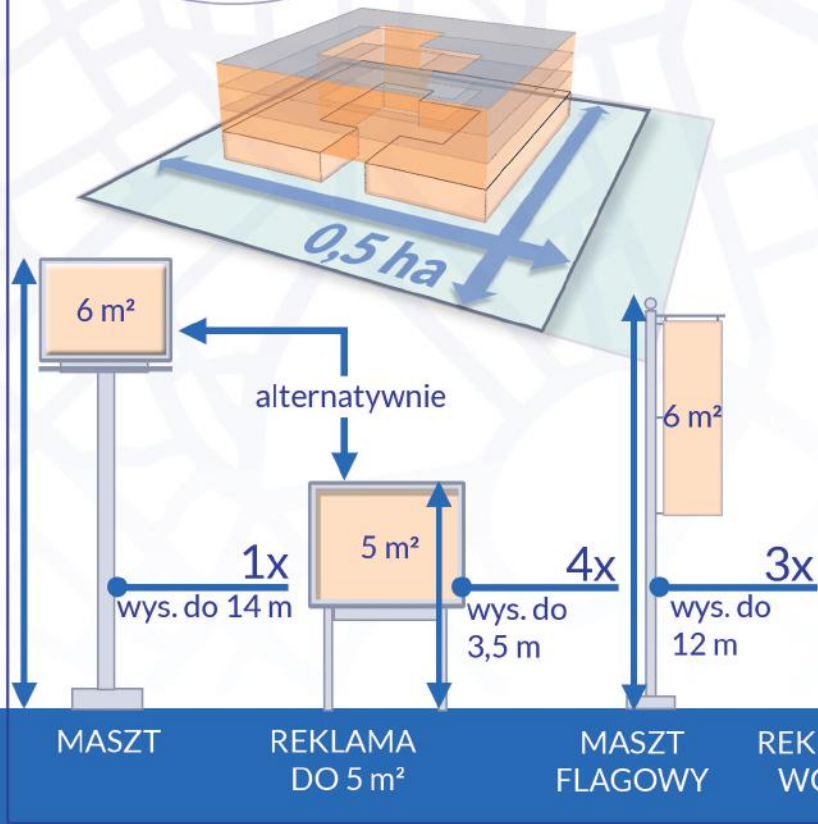 0,5 ha
6 m²
alternatywnie
6 m²
5 m²
1x
wys. do 14 m
4x
wys. do
3,5 m
3x
wys. do
12 m
MASZT
REKLAMA
DO 5 m²
MASZT
FLAGOWY